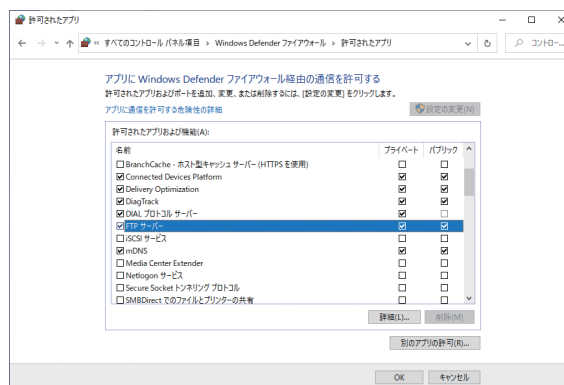 許可されたアプリ
« すべてのコントロール パネル項目 › Windows Defender ファイアウォール › 許可されたアプリ
コントロー...
アプリに Windows Defender ファイアウォール経由の通信を許可する
許可されたアプリおよびポートを追加、変更、または削除するには、[設定の変更] をクリックします。
アプリに通信を許可する危険性の詳細
設定の変更(N)
許可されたアプリおよび機能(A):
名前 プライベート パブリック
BranchCache - ホスト型キャッシュ サーバー (HTTPS を使用)
Connected Devices Platform
Delivery Optimization
DiagTrack
DIAL プロトコル サーバー
FTP サーバー
iSCSI サービス
mDNS
Media Center Extender
Netlogon サービス
Secure Socket トンネリング プロトコル
SMBDirect でのファイルとプリンターの共有
詳細(L)... 削除(M)
別のアプリの許可(R)...
OK キャンセル